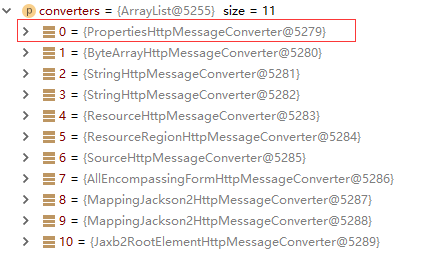 converters = {ArrayList@5255} size = 11
0 = {PropertiesHttpMessageConverter@5279}
1 = {ByteArrayHttpMessageConverter@5280}
2 = {StringHttpMessageConverter@5281}
3 = {StringHttpMessageConverter@5282}
4 = {ResourceHttpMessageConverter@5283}
5 = {ResourceRegionHttpMessageConverter@5284}
6 = {SourceHttpMessageConverter@5285}
7 = {AllEncompassingFormHttpMessageConverter@5286}
8 = {MappingJackson2HttpMessageConverter@5287}
9 = {MappingJackson2HttpMessageConverter@5288}
10 = {Jaxb2RootElementHttpMessageConverter@5289}